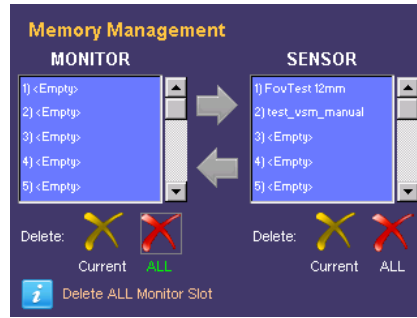 Memory Management
MONITOR
1) <Empty>
2) <Empty>
3) <Empty>
4) <Empty>
5) <Empty>
SENSOR
1) FovTest 12mm
2) test_vsm_manual
3) <Empty>
4) <Empty>
5) <Empty>
Delete:
Current
ALL
Delete:
Current
ALL
i Delete ALL Monitor Slot